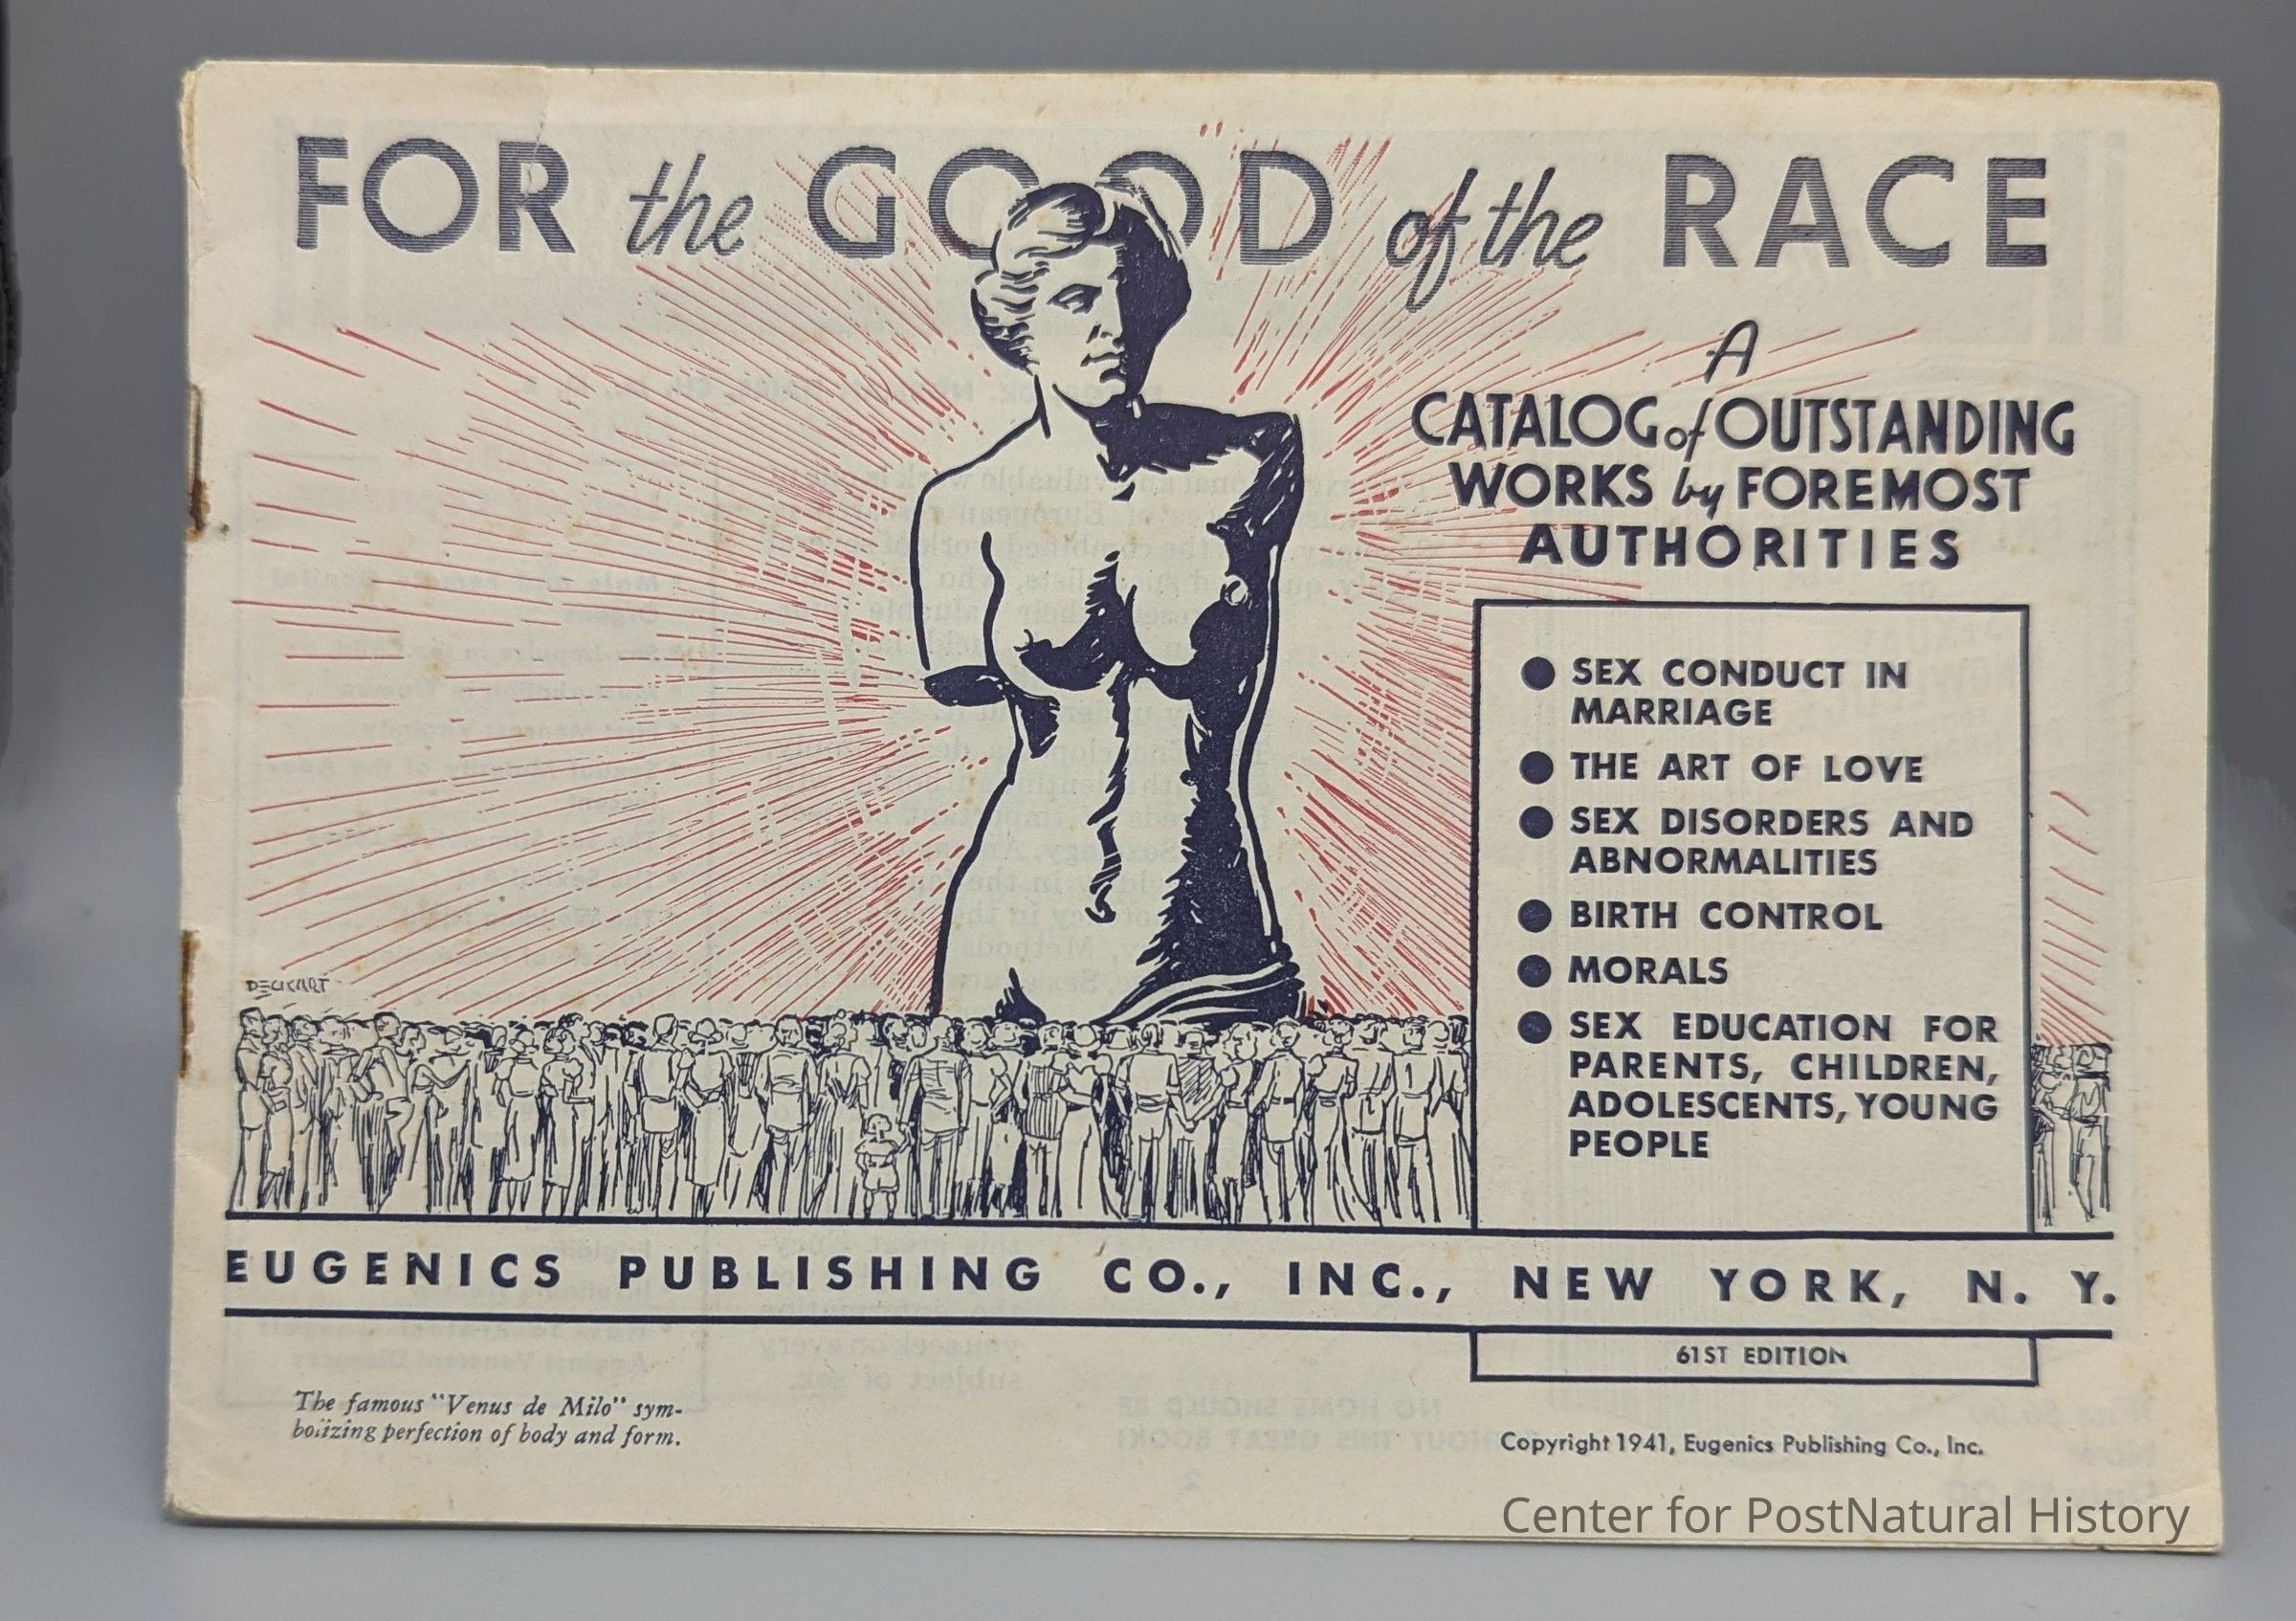 FOR the GOOD of the RACE
A
CATALOG of OUTSTANDING
WORKS by FOREMOST
AUTHORITIES
● SEX CONDUCT IN
MARRIAGE
● THE ART OF LOVE
● SEX DISORDERS AND
ABNORMALITIES
● BIRTH CONTROL
● MORALS
● SEX EDUCATION FOR
PARENTS, CHILDREN,
ADOLESCENTS, YOUNG
PEOPLE
DECKART
EUGENICS PUBLISHING CO., INC., NEW YORK, N. Y.
61ST EDITION
The famous "Venus de Milo" sym-
bolizing perfection of body and form.
Copyright 1941, Eugenics Publishing Co., Inc.
Center for PostNatural History